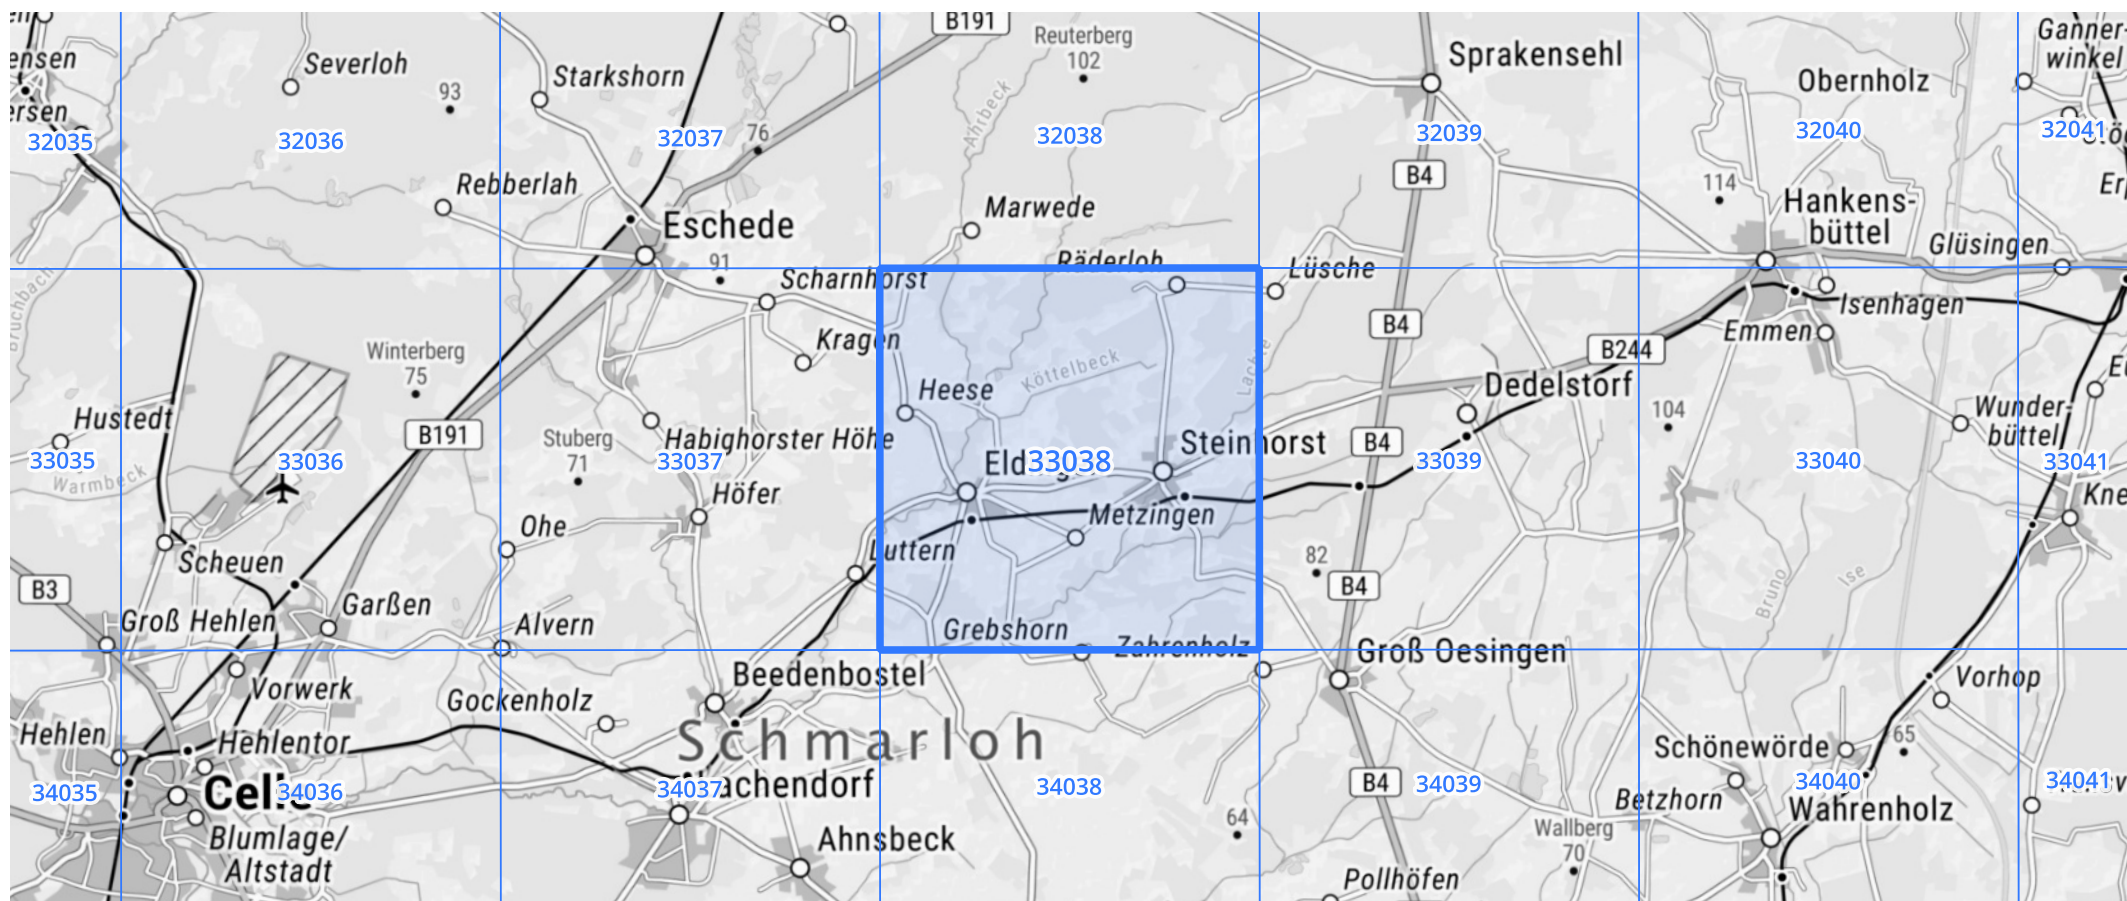 B191
Reuterberg
102
Sprakensehl
Ganner-
winkel
ensen
Severloh
Starkshorn
93
Obernholz
ersen
Ahrbeck
76
32035
32036
32037
32038
32039
32040
32041
Rebberlah
B4
114
Eschede
Marwede
Hankens-
büttel
Glüsingen
91
Räderloh
Lüsche
Scharnhorst
Isenhagen
Bruchbach
Kragen
B4
Emmen
B244
Winterberg
75
Köttelbeck
Lachte
Dedelstorf
Heese
Hustedt
B191
Stuberg
71
Habighorster Höhe
Steinhorst
B4
104
Wunder-
büttel
33035
33036
33037
33038
33039
33040
33041
Warmbeck
Höfer
Ohe
Metzingen
Scheuen
Luttern
82
B4
Bruno
Ise
B3
Garßen
Groß Hehlen
Alvern
Grebshorn
Zahrenholz
Groß Oesingen
Vorwerk
Gockenholz
Beedenbostel
Vorhop
Hehlen
Hehlentor
Schmarloh
Schönewörde
65
34035
34036
34037
34038
B4
34039
34040
34041
Betzhorn
Wahrenholz
Blumlage/
Altstadt
Ahnsbeck
64
Wallberg
70
Pollhöfen